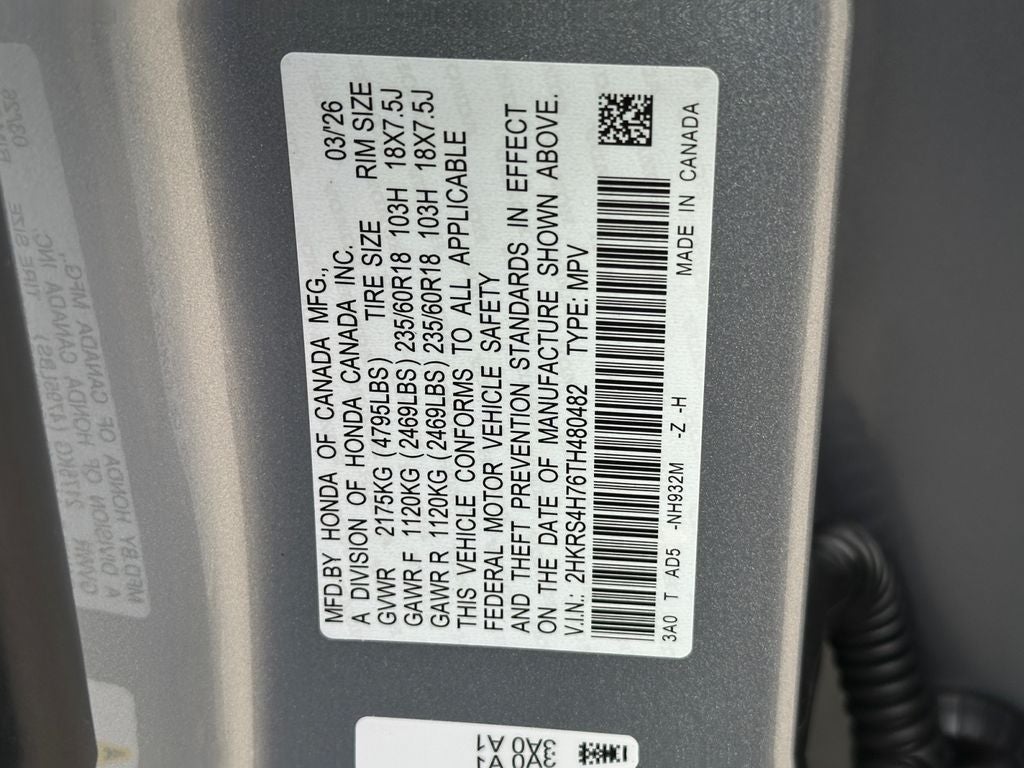 MFD.BY HONDA OF CANADA MFG., 03/'26
A DIVISION OF HONDA CANADA INC.
GVWR 2175KG (4795LBS) TIRE SIZE RIM SIZE
GAWR F 1120KG (2469LBS) 235/60R18 103H 18X7.5J
GAWR R 1120KG (2469LBS) 235/60R18 103H 18X7.5J
THIS VEHICLE CONFORMS TO ALL APPLICABLE
FEDERAL MOTOR VEHICLE SAFETY
AND THEFT PREVENTION STANDARDS IN EFFECT
ON THE DATE OF MANUFACTURE SHOWN ABOVE.
V.I.N.: 2HKRS4H76TH480482 TYPE: MPV
3A0 T AD5 -NH932M -Z -H MADE IN CANADA
3A0 A1